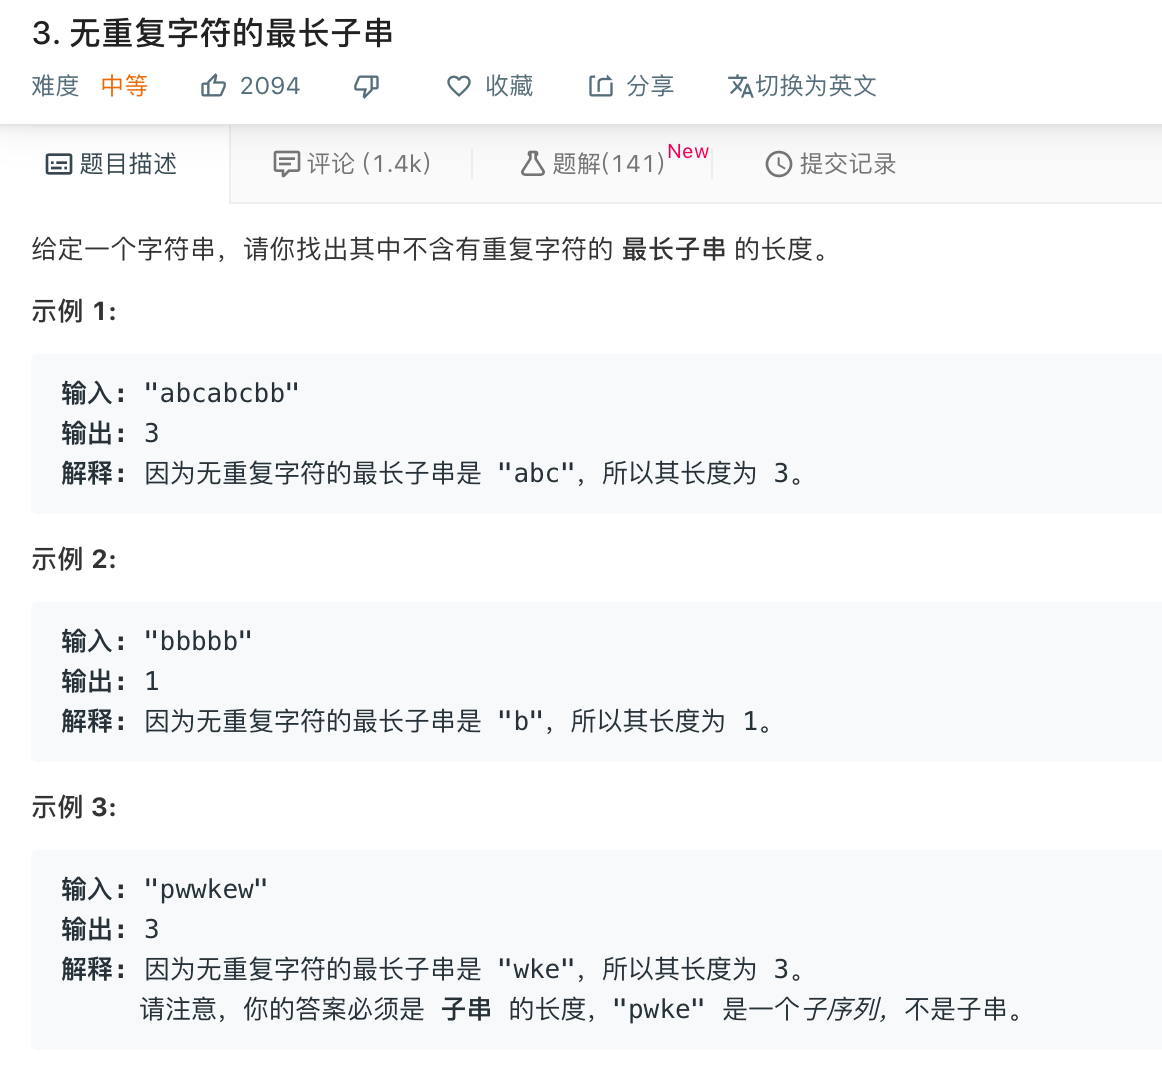 3. 无重复字符的最长子串
难度 中等 2094 收藏 分享 切换为英文
题目描述 评论 (1.4k) 题解(141) New 提交记录
给定一个字符串，请你找出其中不含有重复字符的 最长子串 的长度。
示例 1:
输入: "abcabcbb"
输出: 3
解释: 因为无重复字符的最长子串是 "abc"，所以其长度为 3。
示例 2:
输入: "bbbbb"
输出: 1
解释: 因为无重复字符的最长子串是 "b"，所以其长度为 1。
示例 3:
输入: "pwwkew"
输出: 3
解释: 因为无重复字符的最长子串是 "wke"，所以其长度为 3。
请注意，你的答案必须是 子串 的长度，"pwke" 是一个子序列，不是子串。